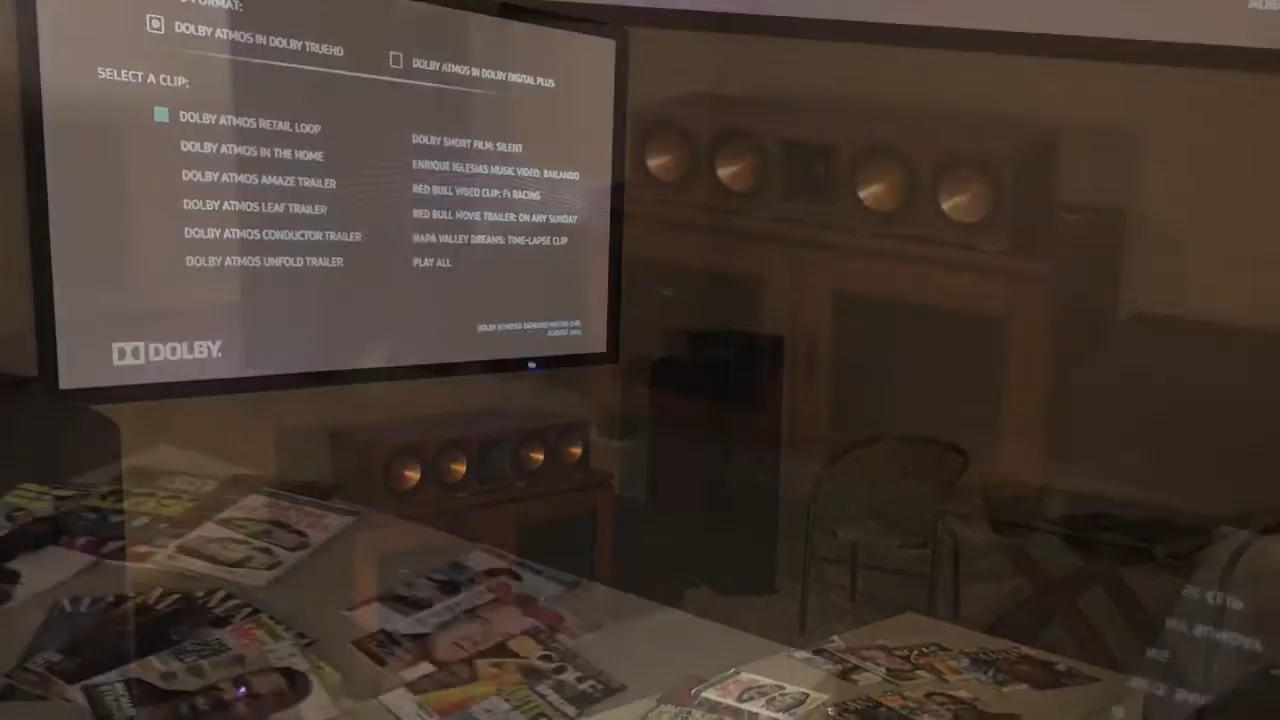 FORMAT:
DOLBY ATMOS IN DOLBY TRUEHD
DOLBY ATMOS IN DOLBY DIGITAL PLUS
SELECT A CLIP:
DOLBY ATMOS RETAIL LOOP
DOLBY ATMOS IN THE HOME
DOLBY ATMOS AMAZE TRAILER
DOLBY ATMOS LEAF TRAILER
DOLBY ATMOS CONDUCTOR TRAILER
DOLBY ATMOS UNFOLD TRAILER
DOLBY SHORT FILM: SILENT
ENRIQUE IGLESIAS MUSIC VIDEO: BAILANDO
RED BULL VIDEO CLIP: F1 RACING
RED BULL MOVIE TRAILER: ON ANY SUNDAY
NAPA VALLEY DREAMS: TIME-LAPSE CLIP
PLAY ALL
DOLBY.